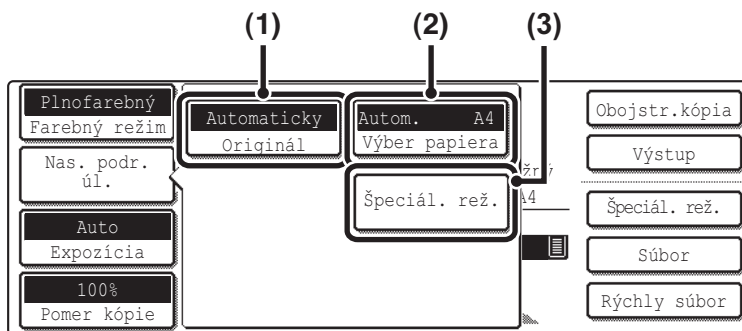 (1) (2) (3)
Plnofarebný
Farebný režim
Nas. podr.
úl.
Auto
Expozícia
100%
Pomer kópie
Automaticky
Originál
Autom. A4
Výber papiera
Špeciál. rež.
A4
Obojstr.kópia
Výstup
Špeciál. rež.
Súbor
Rýchly súbor